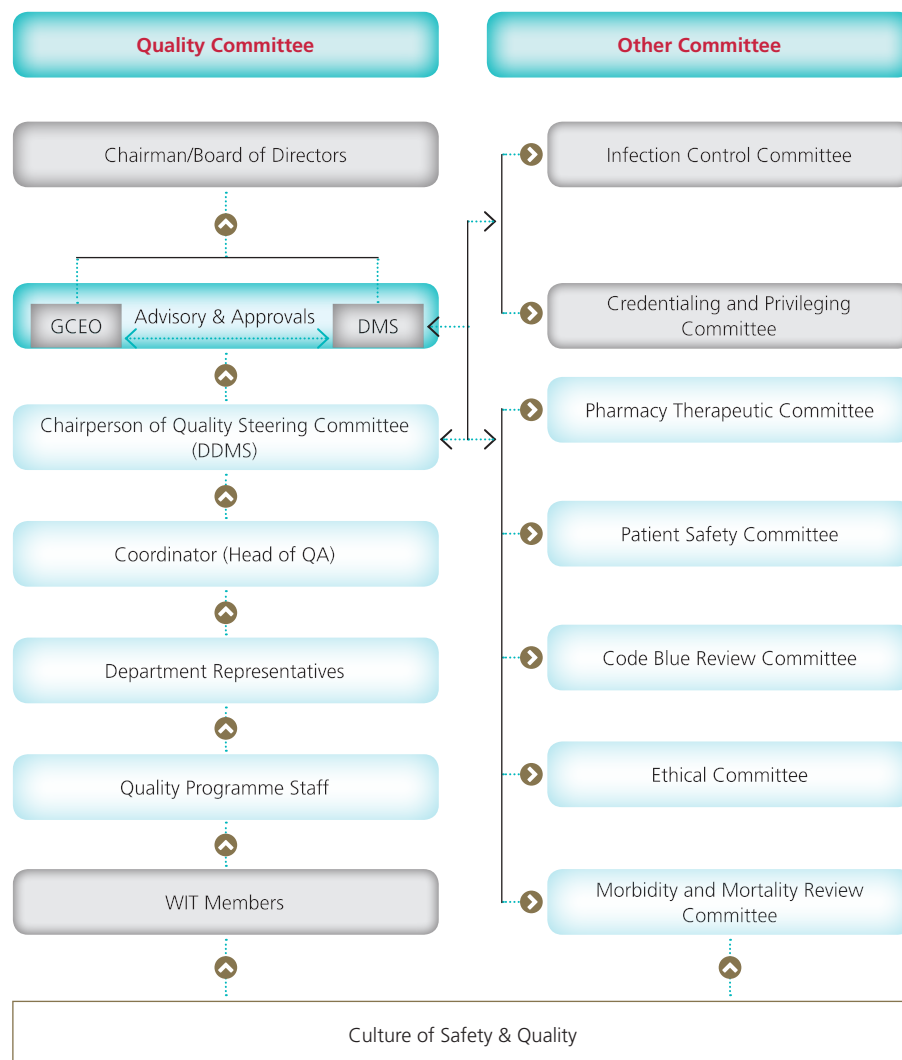 Quality Committee
Other Committee
Chairman/Board of Directors
Infection Control Committee
GCEO
Advisory & Approvals
DMS
Credentialing and Privileging
Committee
Chairperson of Quality Steering Committee
(DDMS)
Pharmacy Therapeutic Committee
Coordinator (Head of QA)
Patient Safety Committee
Department Representatives
Code Blue Review Committee
Quality Programme Staff
Ethical Committee
WIT Members
Morbidity and Mortality Review
Committee
Culture of Safety & Quality